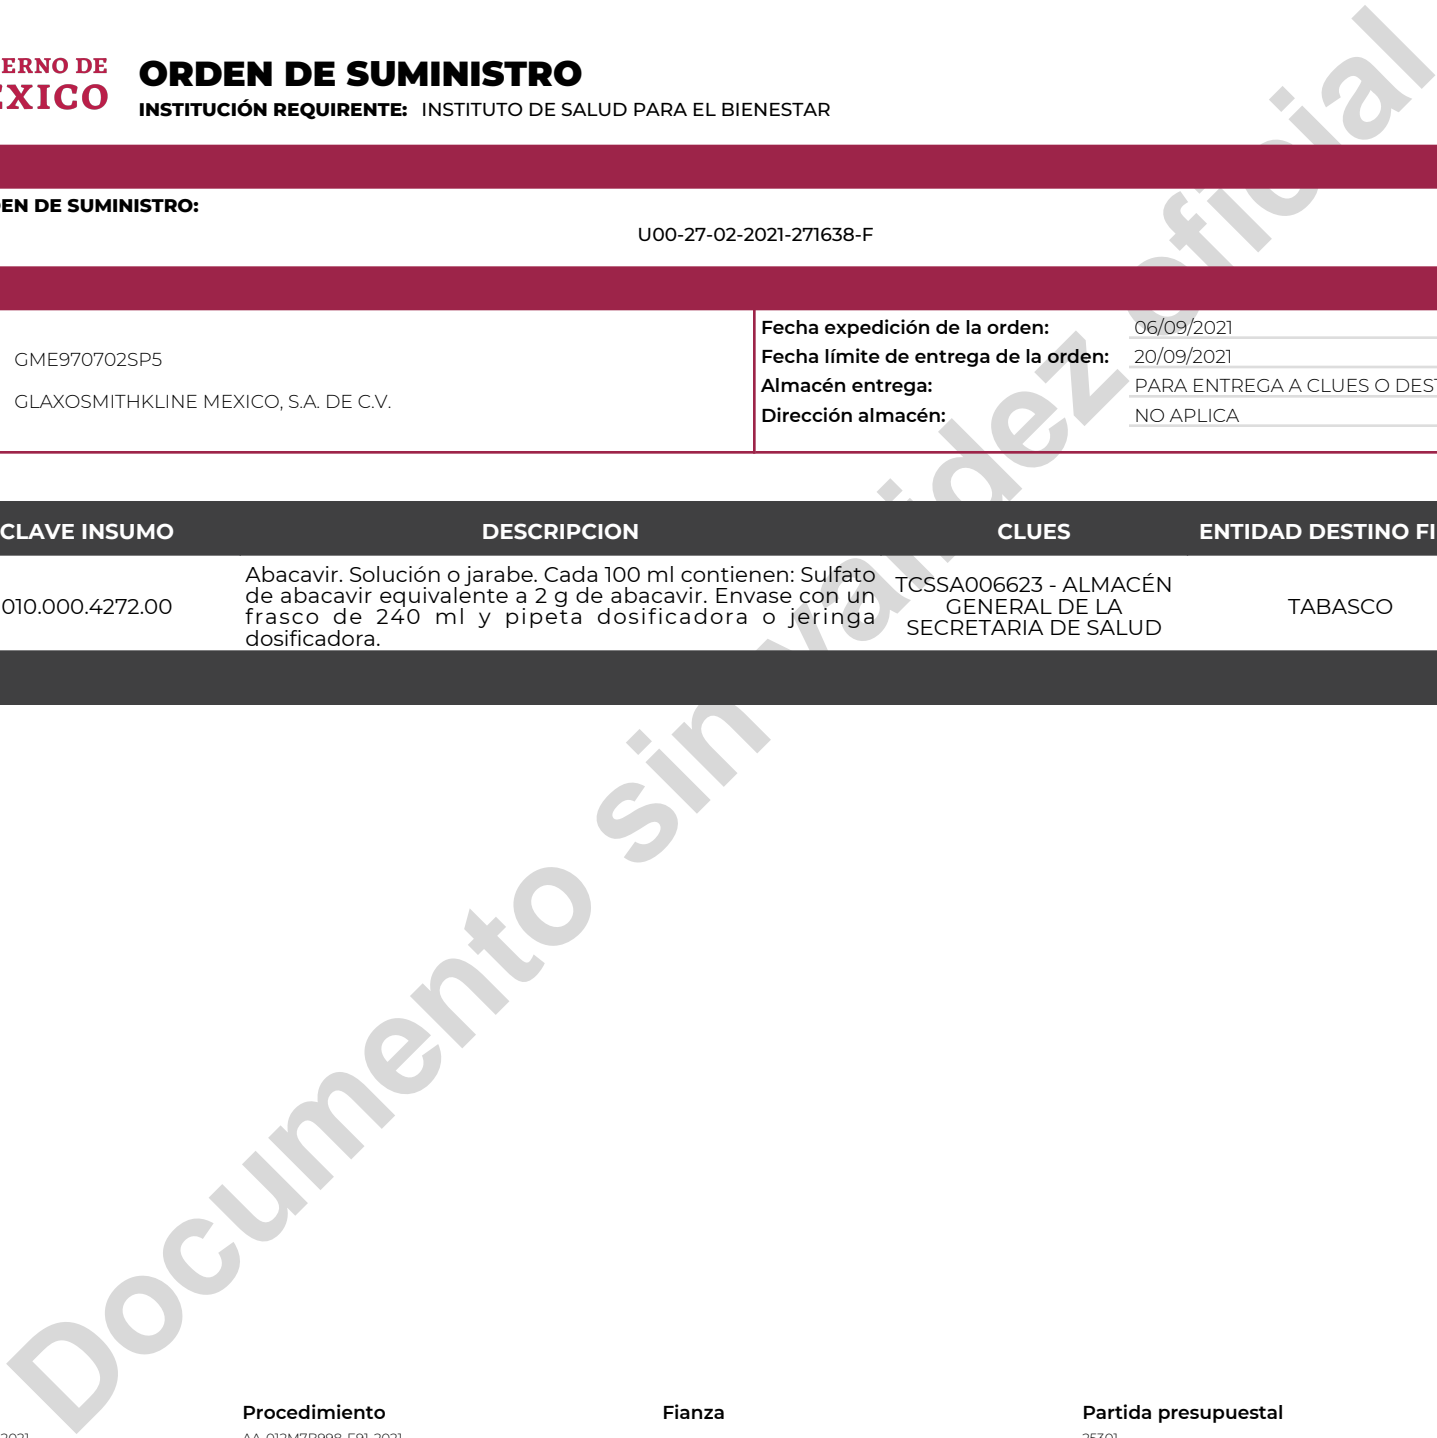 ERNO DE
ORDEN DE SUMINISTRO
INSTITUCIÓN REQUIRENTE: INSTITUTO DE SALUD PARA EL BIENESTAR
EN DE SUMINISTRO:
U00-27-02-2021-271638-F
GME970702SP5
GLAXOSMITHKLINE MEXICO, S.A. DE C.V.
Fecha expedición de la orden: 06/09/2021
Fecha límite de entrega de la orden: 20/09/2021
Almacén entrega: PARA ENTREGA A CLUES O DES
Dirección almacén: NO APLICA
CLAVE INSUMO DESCRIPCION CLUES ENTIDAD DESTINO FI
010.000.4272.00
Abacavir. Solución o jarabe. Cada 100 ml contienen: Sulfato
de abacavir equivalente a 2 g de abacavir. Envase con un
frasco de 240 ml y pipeta dosificadora o jeringa
dosificadora.
TCSSA006623 - ALMACÉN
GENERAL DE LA
SECRETARIA DE SALUD
TABASCO
Documento sin validez oficial
Procedimiento Fianza Partida presupuestal